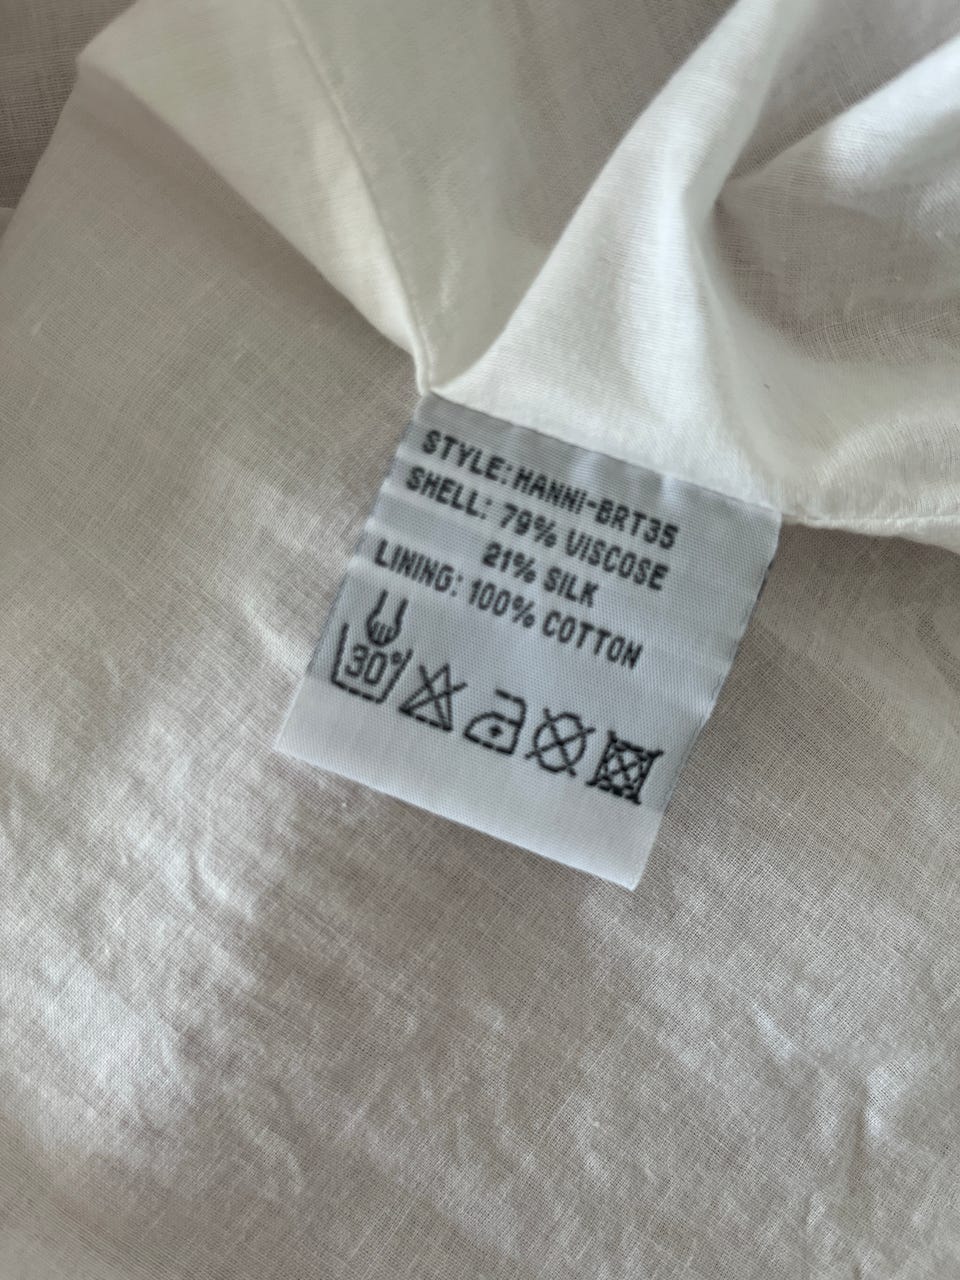 STYLE: HANNI-BRT35
SHELL: 79% VISCOSE
21% SILK
LINING: 100% COTTON
30°